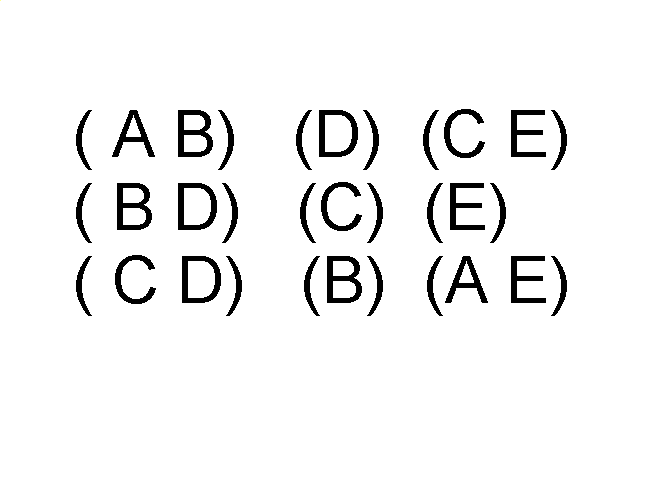 ( A B) (D) (C E)
( B D) (C) (E)
( C D) (B) (A E)